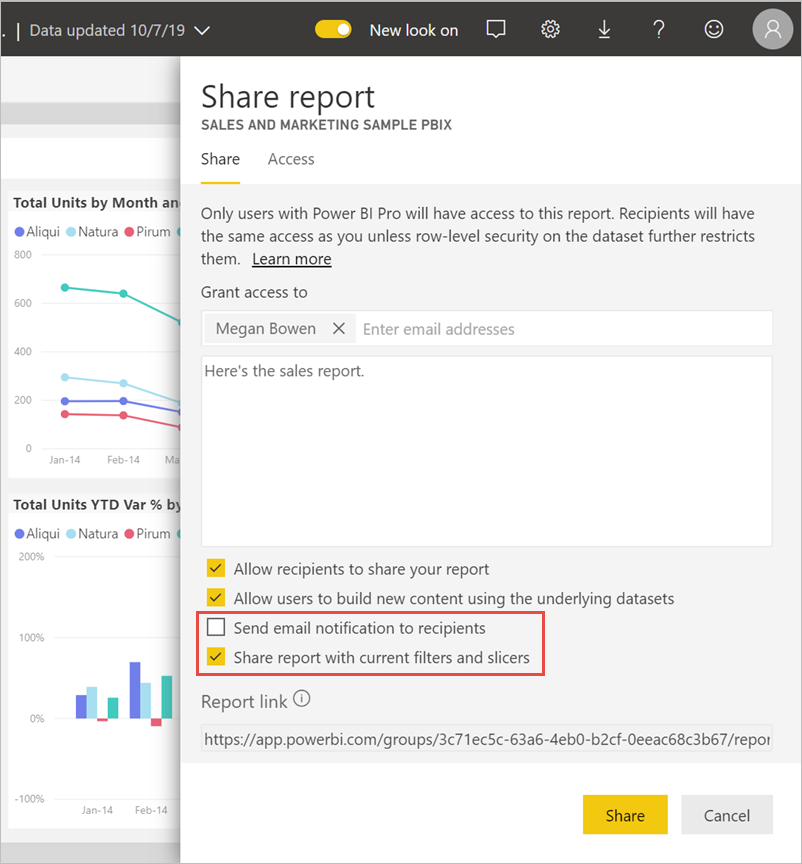 . | Data updated 10/7/19
New look on
Share report
SALES AND MARKETING SAMPLE PBIX
Share Access
Only users with Power BI Pro will have access to this report. Recipients will have
the same access as you unless row-level security on the dataset further restricts
them. Learn more
Grant access to
Megan Bowen Enter email addresses
Here's the sales report.
Allow recipients to share your report
Allow users to build new content using the underlying datasets
Send email notification to recipients
Share report with current filters and slicers
Report link
https://app.powerbi.com/groups/3c71ec5c-63a6-4eb0-b2cf-0eeac68c3b67/repor
Share Cancel
Total Units by Month an
Aliqui Natura Pirum
800
600
400
200
0
Jan-14 Feb-14 Ma
Total Units YTD Var % by
Aliqui Natura Pirum
200%
100%
0%
-100%
Jan-14 Feb-14